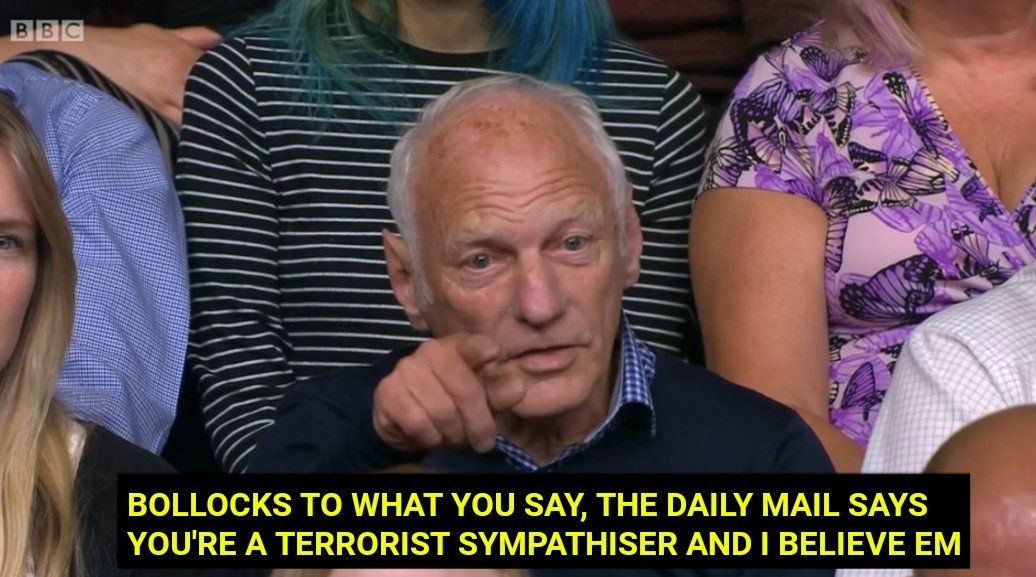 BBC
BOLLOCKS TO WHAT YOU SAY, THE DAILY MAIL SAYS
YOU'RE A TERRORIST SYMPATHISER AND I BELIEVE EM